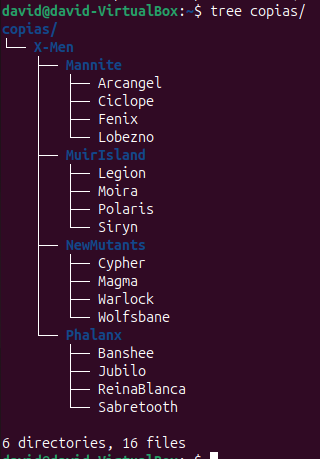 david@david-VirtualBox:~$ tree copias/
copias/
└── X-Men
    ├── Mannite
    │   ├── Arcangel
    │   ├── Ciclope
    │   ├── Fenix
    │   └── Lobezno
    ├── MuirIsland
    │   ├── Legion
    │   ├── Moira
    │   ├── Polaris
    │   └── Siryn
    ├── NewMutants
    │   ├── Cypher
    │   ├── Magma
    │   ├── Warlock
    │   └── Wolfsbane
    └── Phalanx
        ├── Banshee
        ├── Jubilo
        ├── ReinaBlanca
        └── Sabretooth

6 directories, 16 files
david@david-VirtualBox:~$